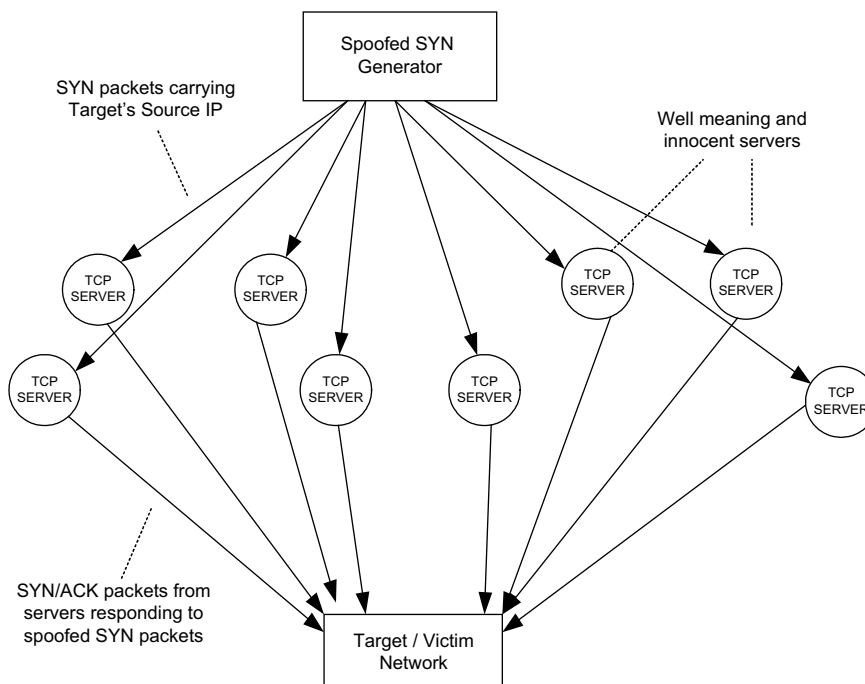 Spoofed SYN
Generator
SYN packets carrying
Target's Source IP
Well meaning and
innocent servers
TCP
SERVER
TCP
SERVER
TCP
SERVER
TCP
SERVER
TCP
SERVER
TCP
SERVER
TCP
SERVER
TCP
SERVER
SYN/ACK packets from
servers responding to
spoofed SYN packets
Target / Victim
Network